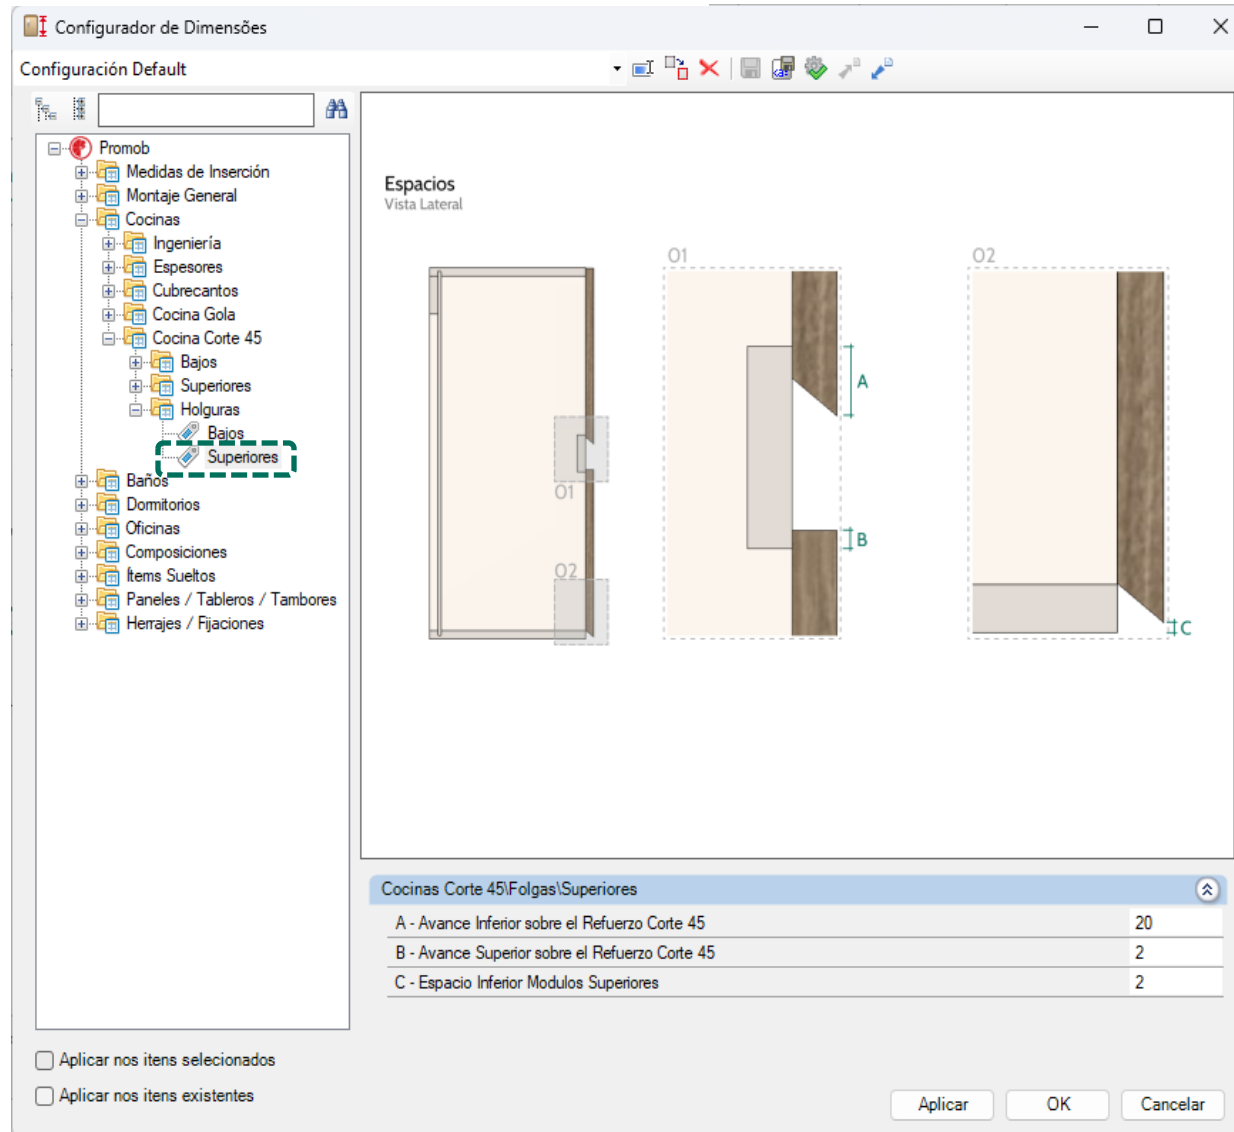 Configurador de Dimensões
Configuración Default
Promob
Medidas de Inserción
Montaje General
Cocinas
Ingeniería
Espesores
Cubrecantos
Cocina Gola
Cocina Corte 45
Bajos
Superiores
Holguras
Bajos
Superiores
Baños
Dormitorios
Oficinas
Composiciones
Ítems Sueltos
Paneles / Tableros / Tambores
Herrajes / Fijaciones
Espacios
Vista Lateral
O1
O2
O1
A
B
O2
C
Cocinas Corte 45\Folgas\Superiores
A - Avance Inferior sobre el Refuerzo Corte 45 20
B - Avance Superior sobre el Refuerzo Corte 45 2
C - Espacio Inferior Modulos Superiores 2
Aplicar nos itens selecionados
Aplicar nos itens existentes
Aplicar OK Cancelar